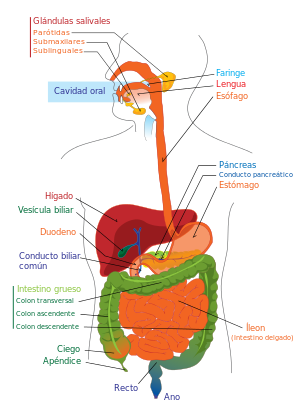 Glándulas salivales
Parótidas
Submaxilares
Sublinguales
Cavidad oral
Faringe
Lengua
Esófago
Páncreas
Conducto pancreático
Estómago
Hígado
Vesícula biliar
Duodeno
Conducto biliar
común
Intestino grueso
Colon transversal
Colon ascendente
Colon descendente
Ciego
Apéndice
Íleon
(intestino delgado)
Recto
Ano